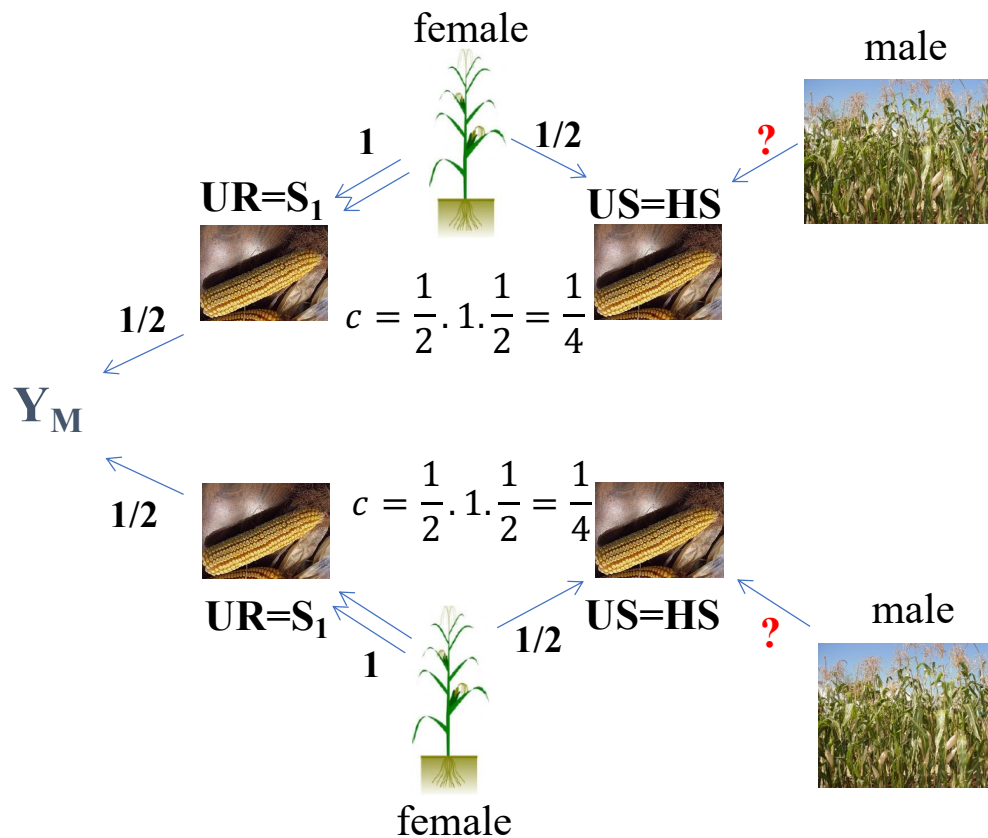 female
male
1
1/2
?
UR=S₁
US=HS
1/2
c = 1/2 . 1. 1/2 = 1/4
Y_M
1/2
c = 1/2 . 1. 1/2 = 1/4
UR=S₁
US=HS
male
1
1/2
?
female